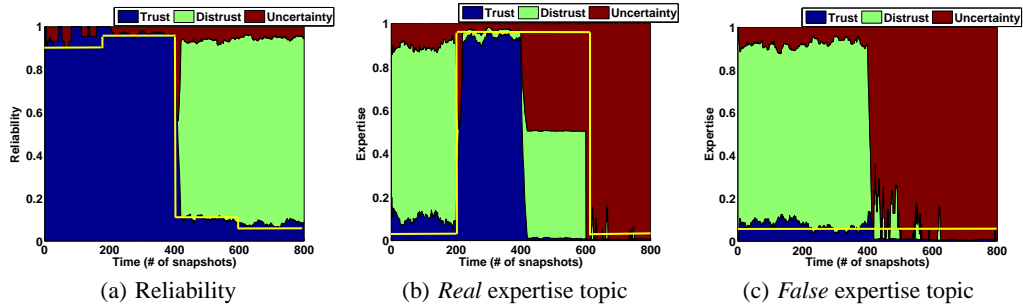 Trust Distrust Uncertainty
1
0.8
0.6
0.4
0.2
0
Reliability
0 200 400 600 800
Time (# of snapshots)
(a) Reliability
Trust Distrust Uncertainty
1
0.8
0.6
0.4
0.2
0
Expertise
0 200 400 600 800
Time (# of snapshots)
(b) Real expertise topic
Trust Distrust Uncertainty
1
0.8
0.6
0.4
0.2
0
Expertise
0 200 400 600 800
Time (# of snapshots)
(c) False expertise topic